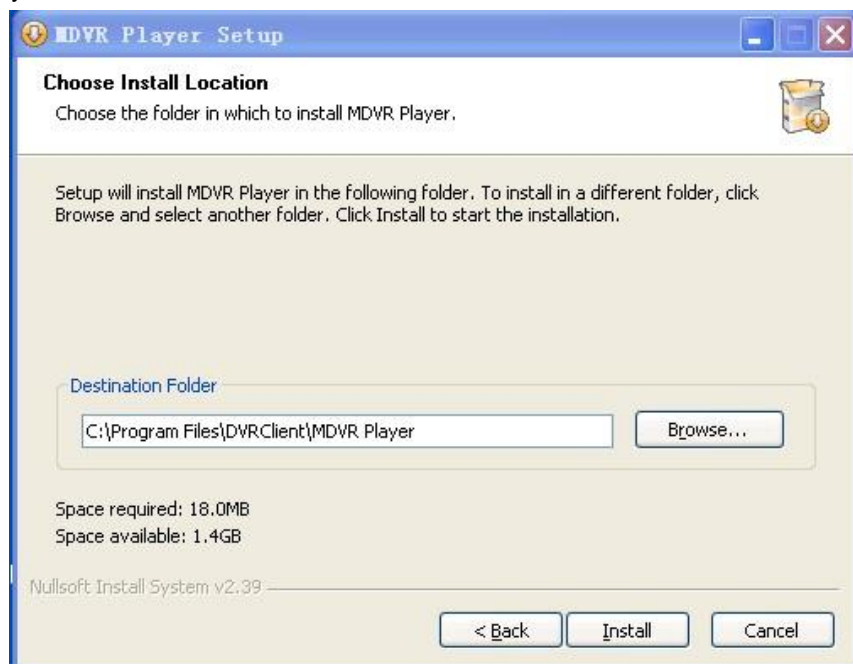 MDVR Player Setup
Choose Install Location
Choose the folder in which to install MDVR Player.
Setup will install MDVR Player in the following folder. To install in a different folder, click
Browse and select another folder. Click Install to start the installation.
Destination Folder
C:\Program Files\DVRClient\MDVR Player
Browse...
Space required: 18.0MB
Space available: 1.4GB
Nullsoft Install System v2.39
< Back
Install
Cancel